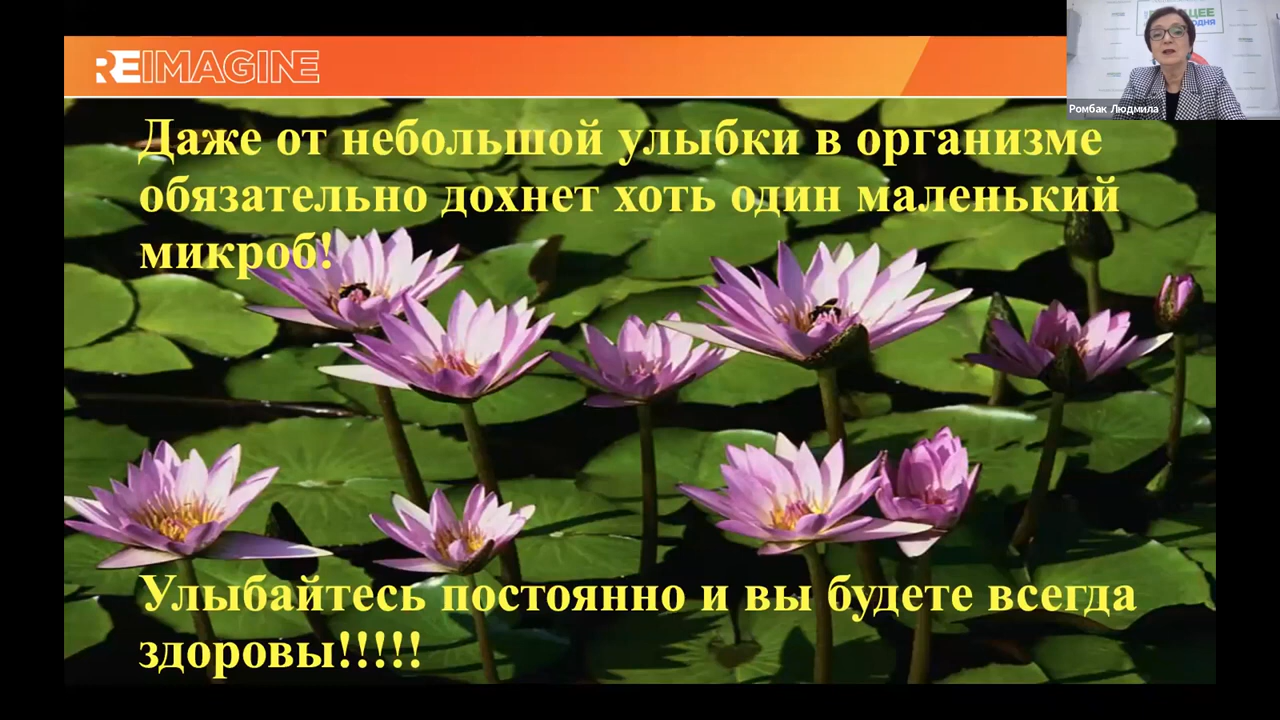 REIMAGINE
Ромбак Людмила
Даже от небольшой улыбки в организме
обязательно дохнет хоть один маленький
микроб!
Улыбайтесь постоянно и вы будете всегда
здоровы!!!!!